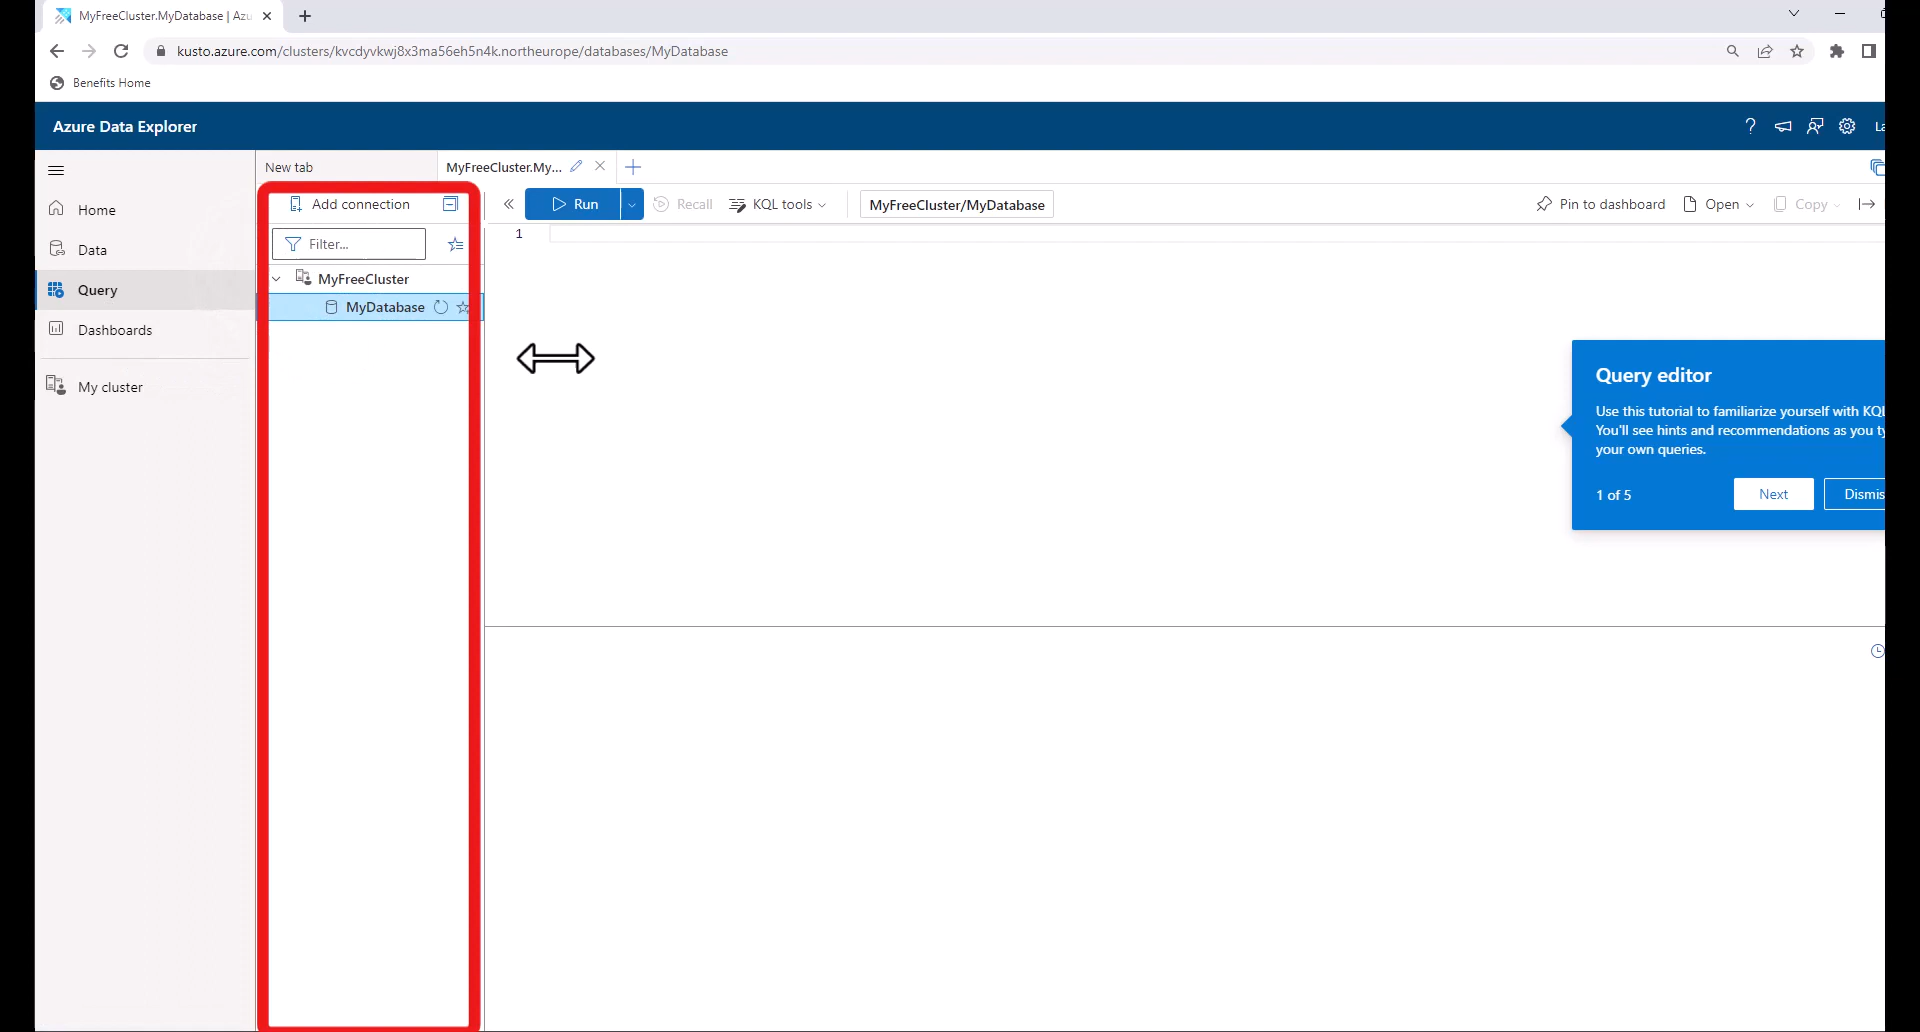 MyFreeCluster.MyDatabase | Azu
kusto.azure.com/clusters/kvcdyvkwj8x3ma56eh5n4k.northeurope/databases/MyDatabase
Benefits Home
Azure Data Explorer
?
La
New tab
MyFreeCluster.My...
Home
Data
Query
Dashboards
My cluster
Add connection
Filter...
MyFreeCluster
MyDatabase
Run
Recall
KQL tools
MyFreeCluster/MyDatabase
Pin to dashboard
Open
Copy
1
Query editor
Use this tutorial to familiarize yourself with KQL
You'll see hints and recommendations as you ty
your own queries.
1 of 5
Next
Dismis